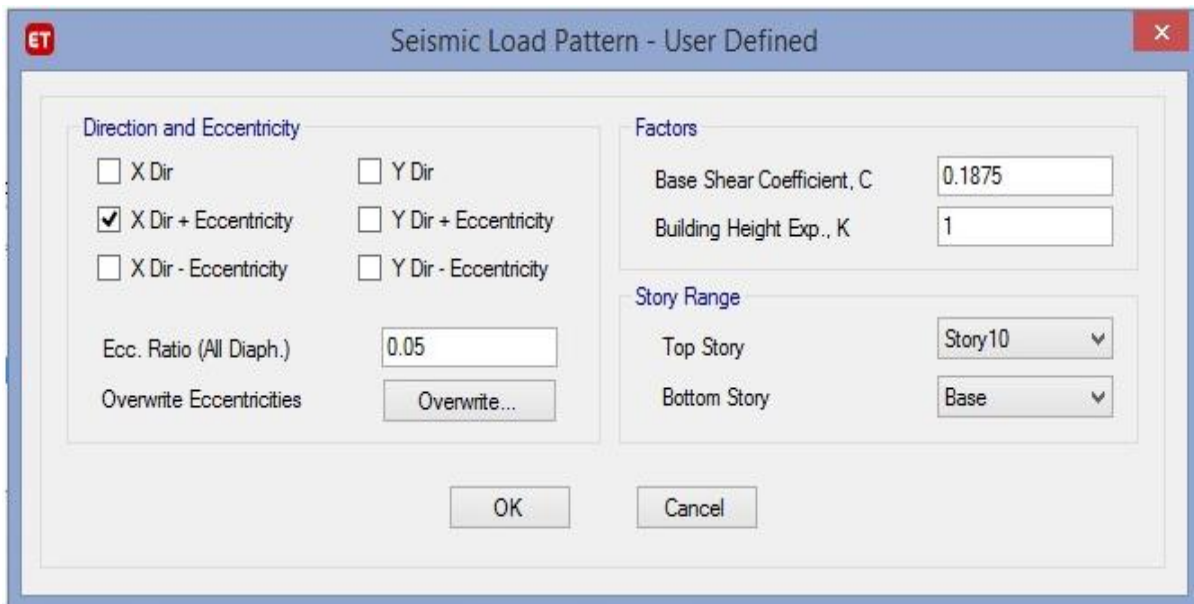 ET
Seismic Load Pattern - User Defined
x
Direction and Eccentricity
X Dir
Y Dir
X Dir + Eccentricity
Y Dir + Eccentricity
X Dir - Eccentricity
Y Dir - Eccentricity
Ecc. Ratio (All Diaph.)
0.05
Overwrite Eccentricities
Overwrite...
Factors
Base Shear Coefficient, C
0.1875
Building Height Exp., K
1
Story Range
Top Story
Story10
Bottom Story
Base
OK
Cancel